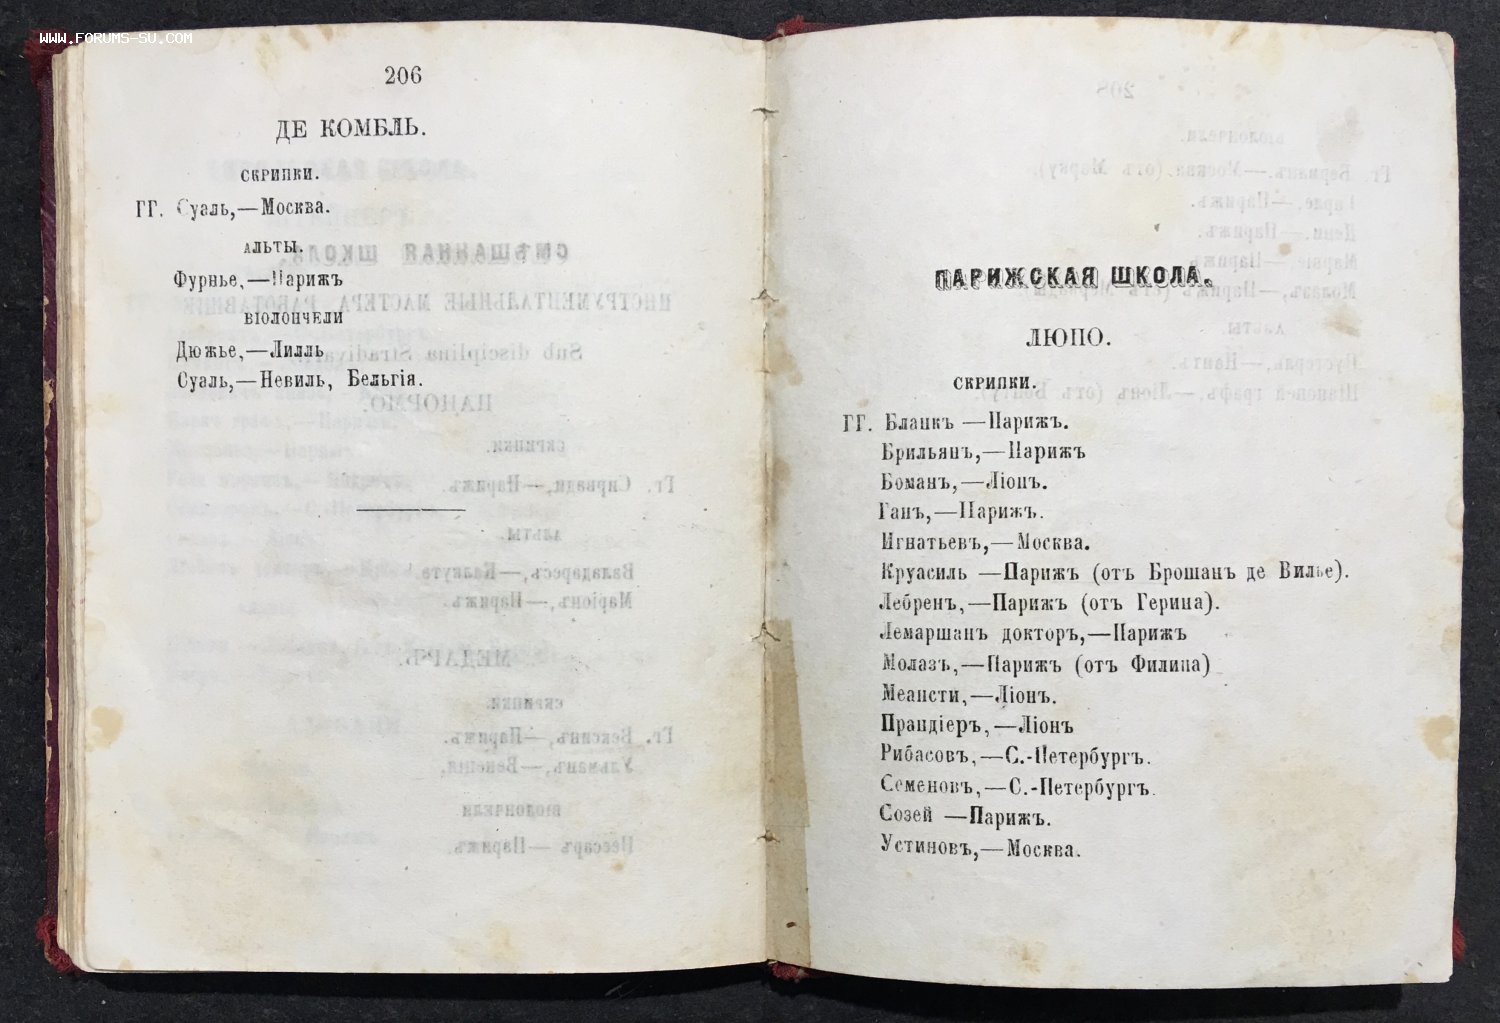 WWW.FORUMS-SU.COM
206
ДЕ КОМБЛЬ.
СКРИПКИ.
ГГ. Суаль,—Москва.
АЛЬТЫ.
Фурнье,—Парижъ
ВІОЛОНЧЕЛИ
Дюжье,—Лилль
Суаль,—Невиль, Бельгія.
ПАРИЖСКАЯ ШКОЛА.
ЛЮПО.
СКРИПКИ.
ГГ. Бланкъ —Парижъ.
Брильянъ,—Парижъ
Боманъ,—Ліонъ.
Ганъ,—Парижъ.
Игнатьевъ,—Москва.
Круасиль —Парижъ (отъ Брошанъ де Вилье).
Лебренъ,—Парижъ (отъ Герина).
Лемаршанъ докторъ,—Парижъ
Молазъ,—Парижъ (отъ Филипа)
Меансти,—Ліонъ.
Прандіеръ,—Ліонъ
Рибасовъ,—С.-Петербургъ.
Семеновъ,—С.-Петербургъ.
Созей —Парижъ.
Устиновъ,—Москва.